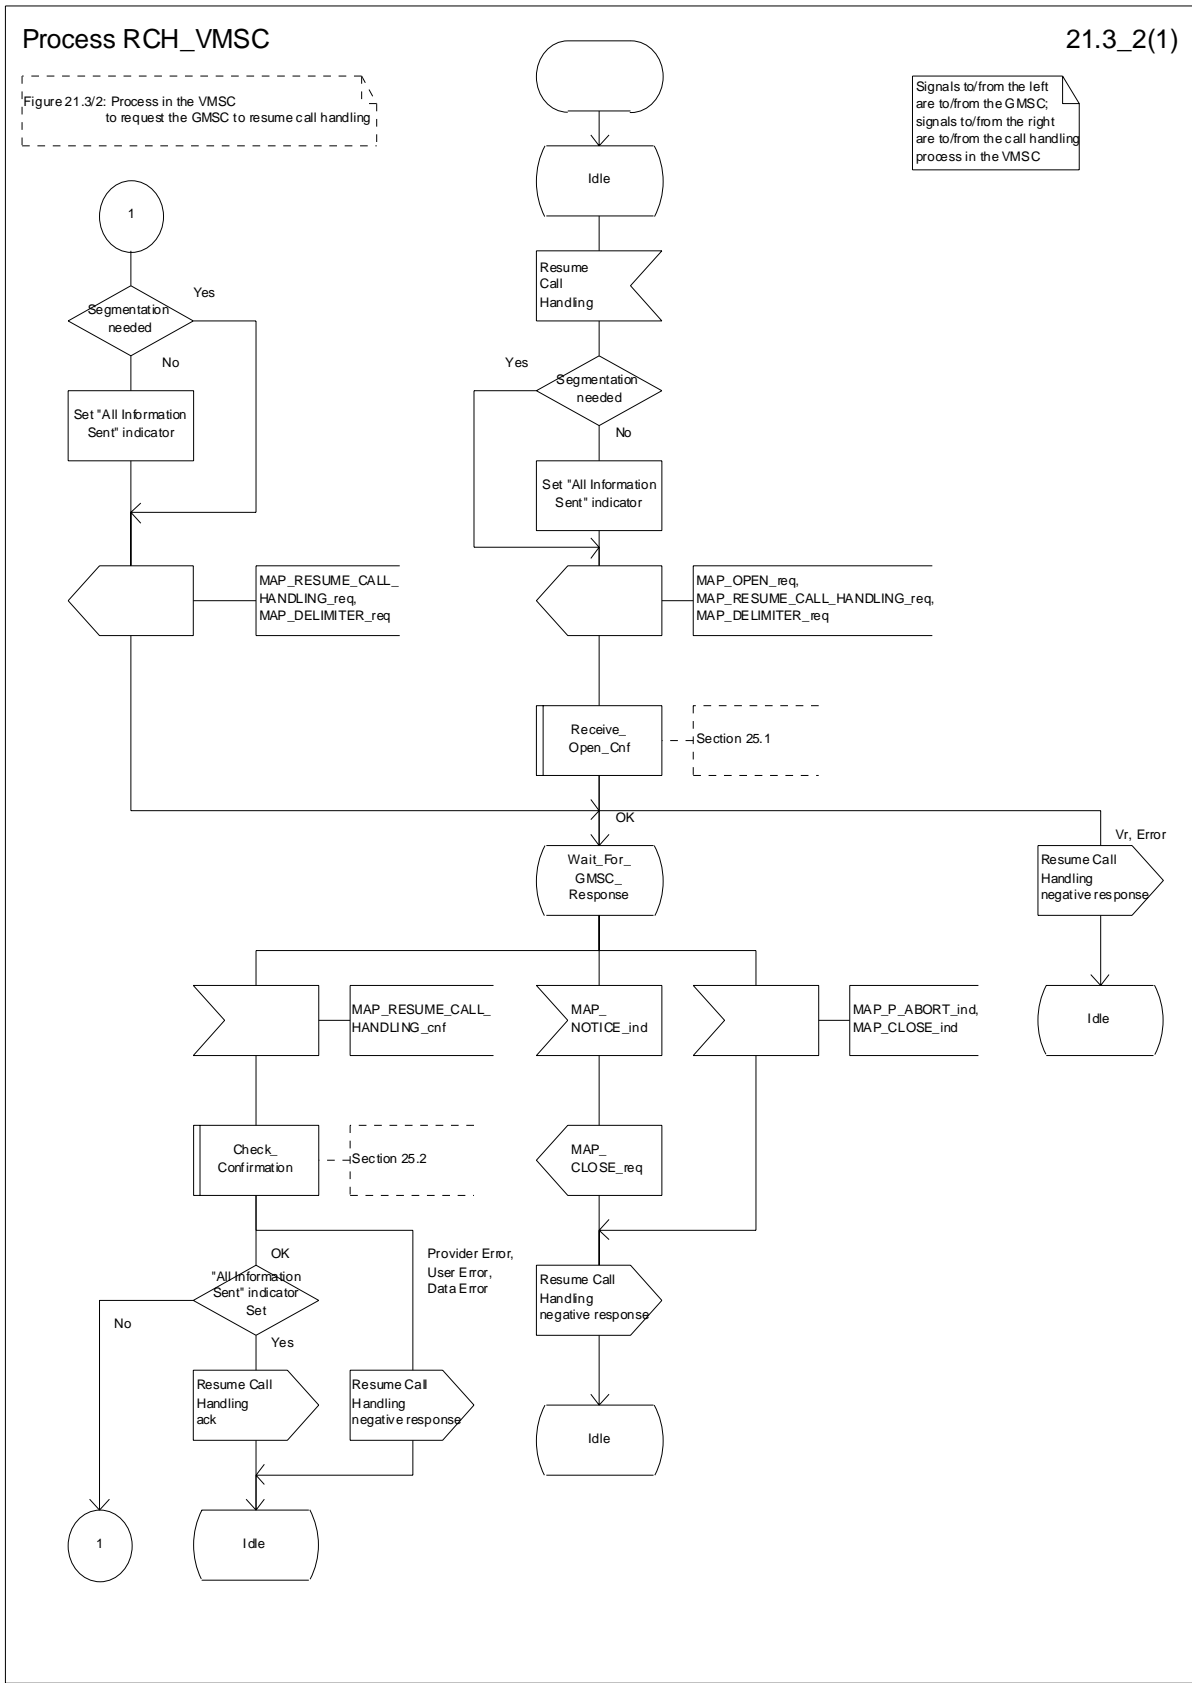 Process RCH_VMSC
21.3_2(1)
Figure 21.3/2: Process in the VMSC
to request the GMSC to resume call handling
Signals to/from the left
are to/from the GMSC;
signals to/from the right
are to/from the call handling
process in the VMSC
Idle
1
Resume
Call
Handling
Segmentation
needed
Yes
No
Set "All Information
Sent" indicator
Yes
Segmentation
needed
No
Set "All Information
Sent" indicator
MAP_RESUME_CALL_
HANDLING_req,
MAP_DELIMITER_req
MAP_OPEN_req,
MAP_RESUME_CALL_HANDLING_req,
MAP_DELIMITER_req
Receive_
Open_Cnf
Section 25.1
OK
Vr, Error
Wait_For_
GMSC_
Response
Resume Call
Handling
negative response
Idle
MAP_RESUME_CALL_
HANDLING_cnf
MAP_
NOTICE_ind
MAP_P_ABORT_ind,
MAP_CLOSE_ind
Check_
Confirmation
Section 25.2
MAP_
CLOSE_req
OK
Provider Error,
User Error,
Data Error
"All Information
Sent" indicator
Set
No
Yes
Resume Call
Handling
negative response
Resume Call
Handling
ack
Resume Call
Handling
negative response
Idle
1
Idle